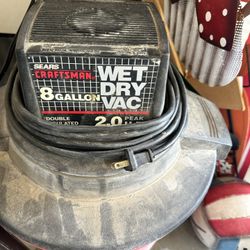 SEARS
CRAFTSMAN
8 GALLON
WET
DRY
VAC
DOUBLE
INSULATED
2.0 PEAK